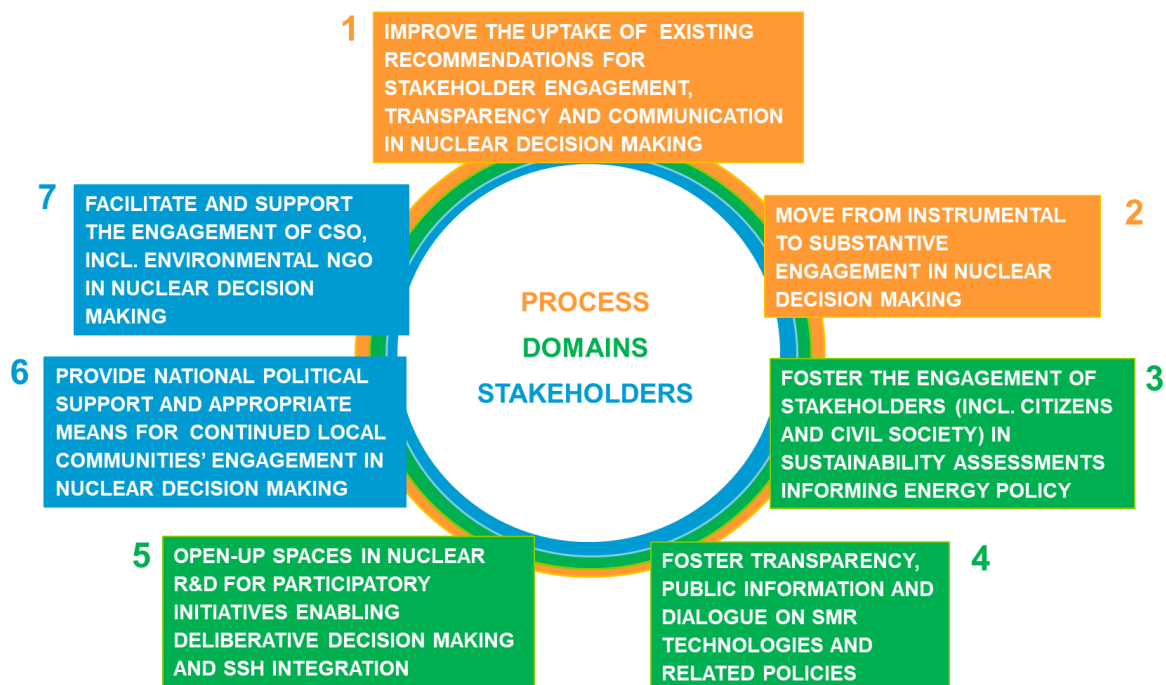 1
IMPROVE THE UPTAKE OF EXISTING
RECOMMENDATIONS FOR
STAKEHOLDER ENGAGEMENT,
TRANSPARENCY AND COMMUNICATION
IN NUCLEAR DECISION MAKING
2
MOVE FROM INSTRUMENTAL
TO SUBSTANTIVE
ENGAGEMENT IN NUCLEAR
DECISION MAKING
3
FOSTER THE ENGAGEMENT OF
STAKEHOLDERS (INCL. CITIZENS
AND CIVIL SOCIETY) IN
SUSTAINABILITY ASSESSMENTS
INFORMING ENERGY POLICY
4
FOSTER TRANSPARENCY,
PUBLIC INFORMATION AND
DIALOGUE ON SMR
TECHNOLOGIES AND
RELATED POLICIES
5
OPEN-UP SPACES IN NUCLEAR
R&D FOR PARTICIPATORY
INITIATIVES ENABLING
DELIBERATIVE DECISION MAKING
AND SSH INTEGRATION
6
PROVIDE NATIONAL POLITICAL
SUPPORT AND APPROPRIATE
MEANS FOR CONTINUED LOCAL
COMMUNITIES' ENGAGEMENT IN
NUCLEAR DECISION MAKING
7
FACILITATE AND SUPPORT
THE ENGAGEMENT OF CSO,
INCL. ENVIRONMENTAL NGO
IN NUCLEAR DECISION
MAKING
PROCESS
DOMAINS
STAKEHOLDERS